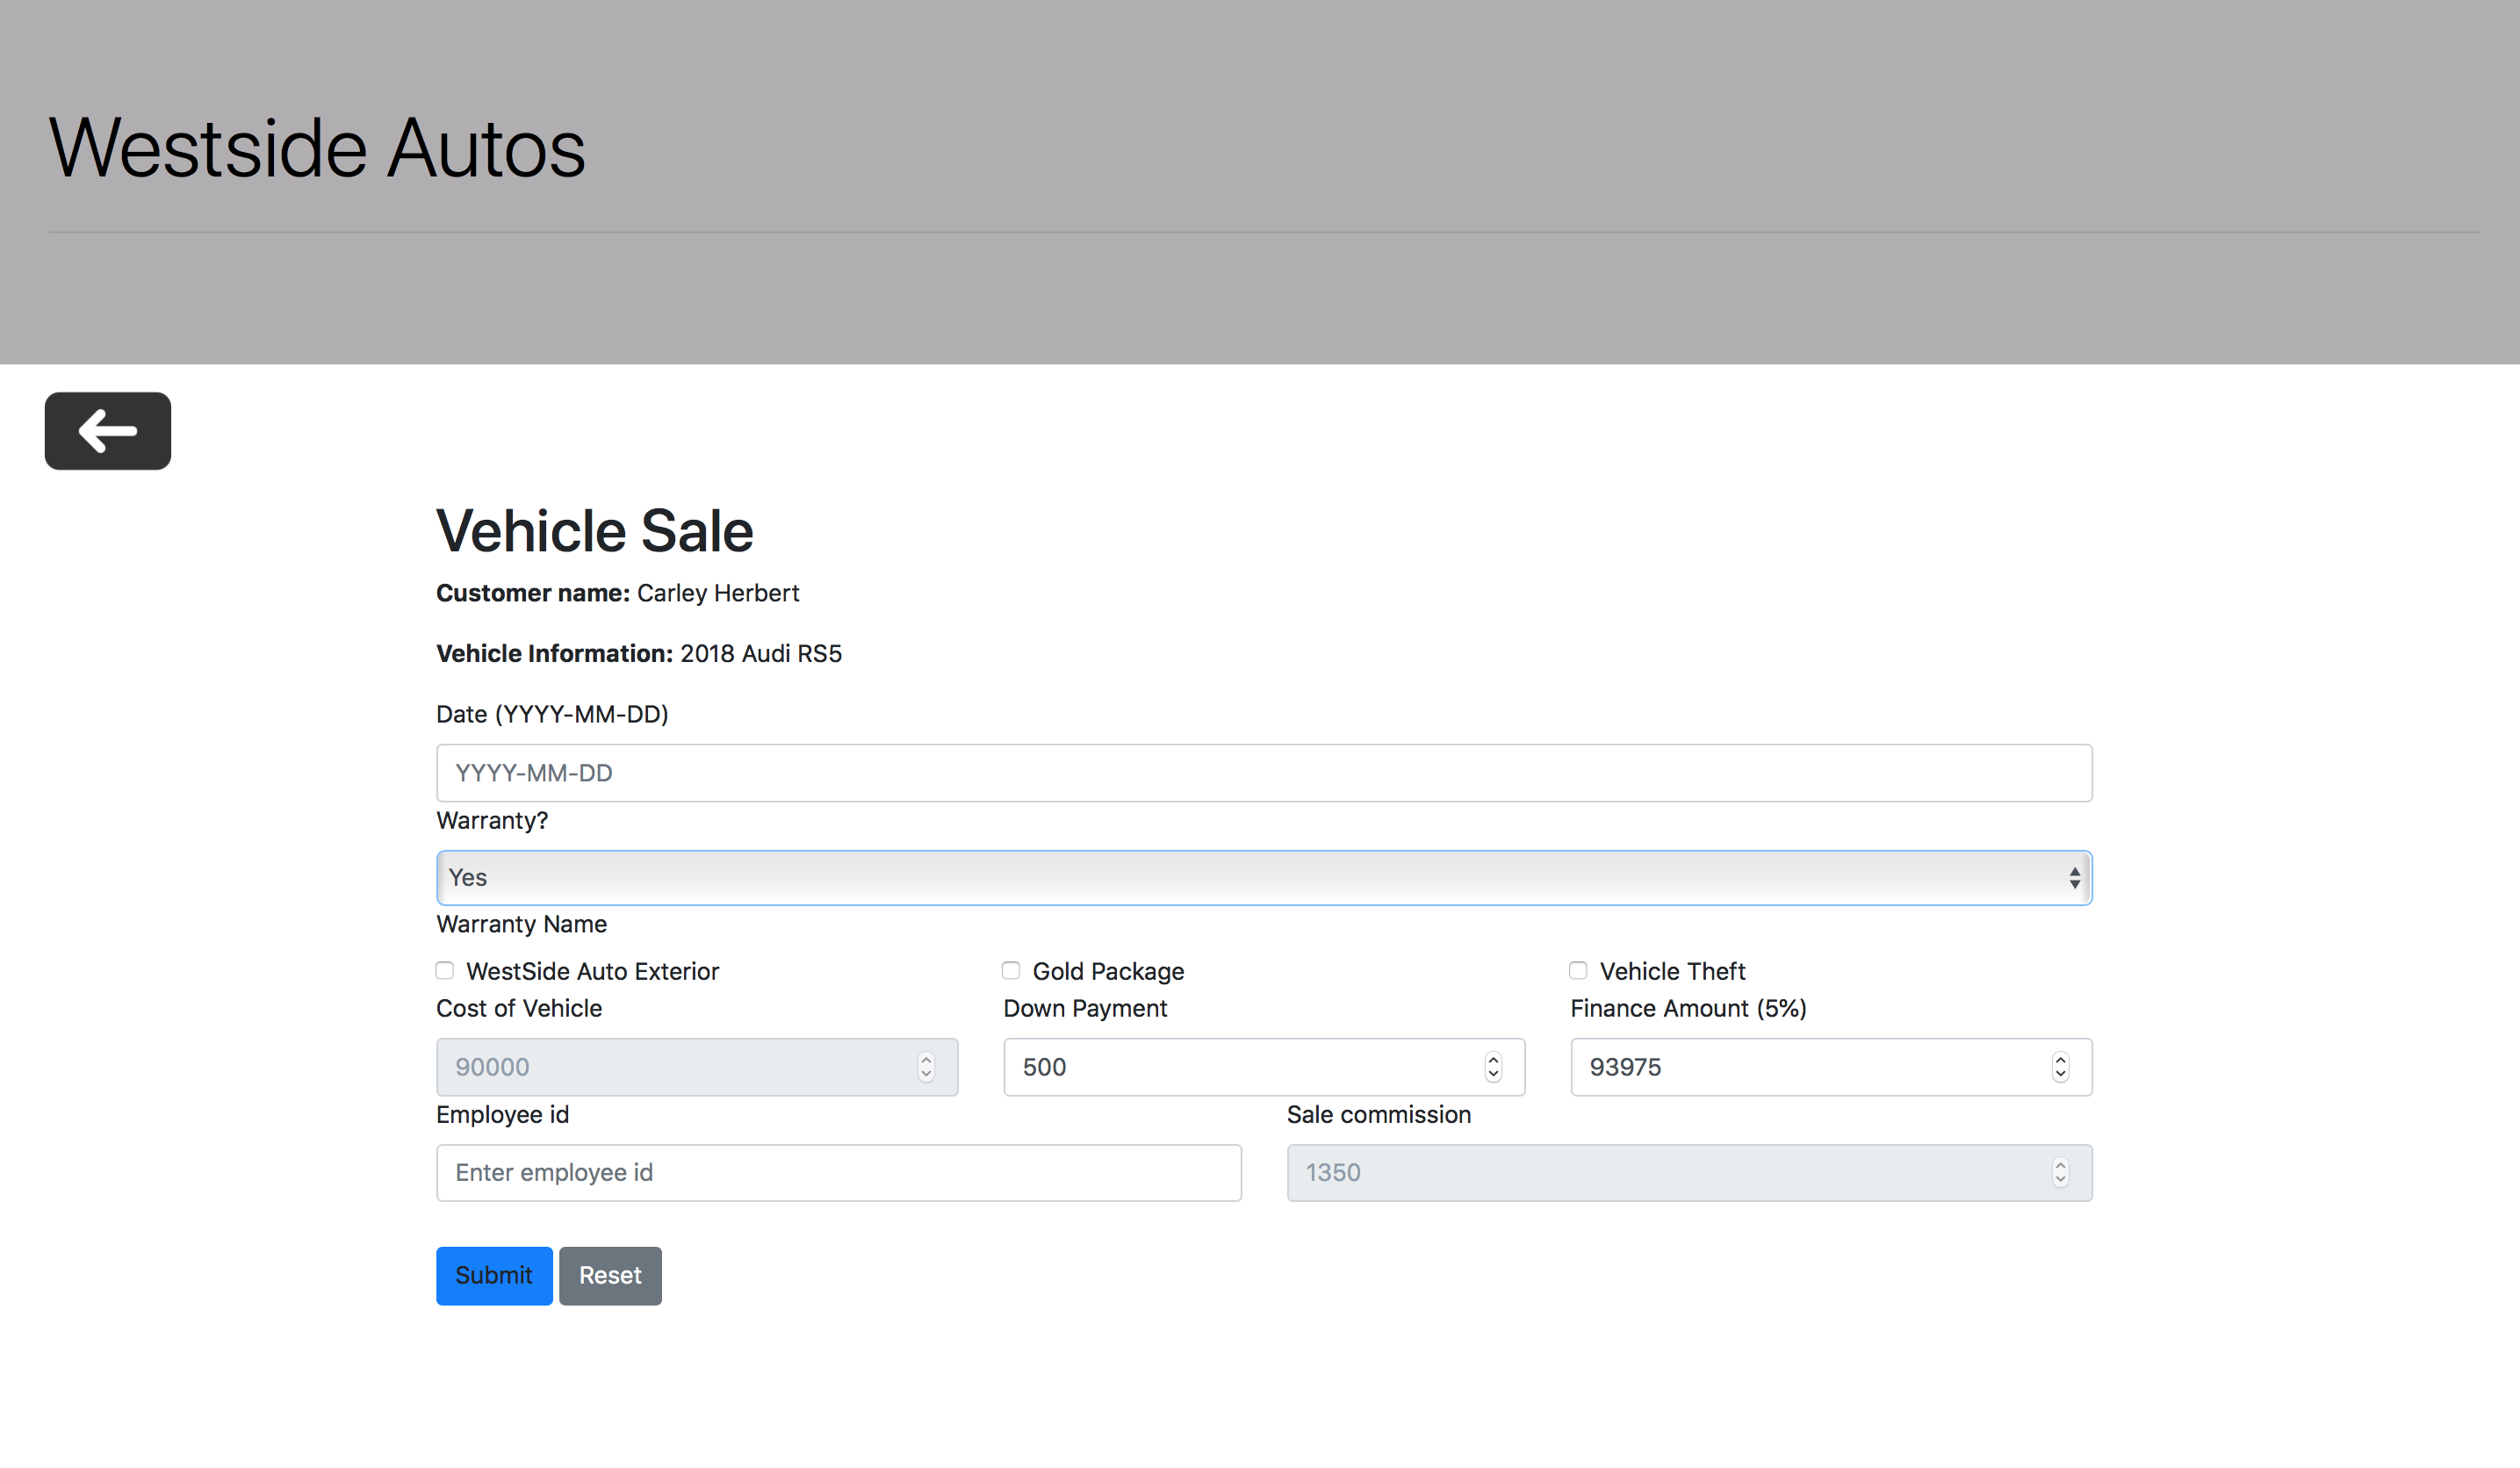 Westside Autos
Vehicle Sale
Customer name: Carley Herbert
Vehicle Information: 2018 Audi RS5
Date (YYYY-MM-DD)
YYYY-MM-DD
Warranty?
Yes
Warranty Name
WestSide Auto Exterior Gold Package Vehicle Theft
Cost of Vehicle Down Payment Finance Amount (5%)
90000 500 93975
Employee id Sale commission
Enter employee id 1350
Submit Reset